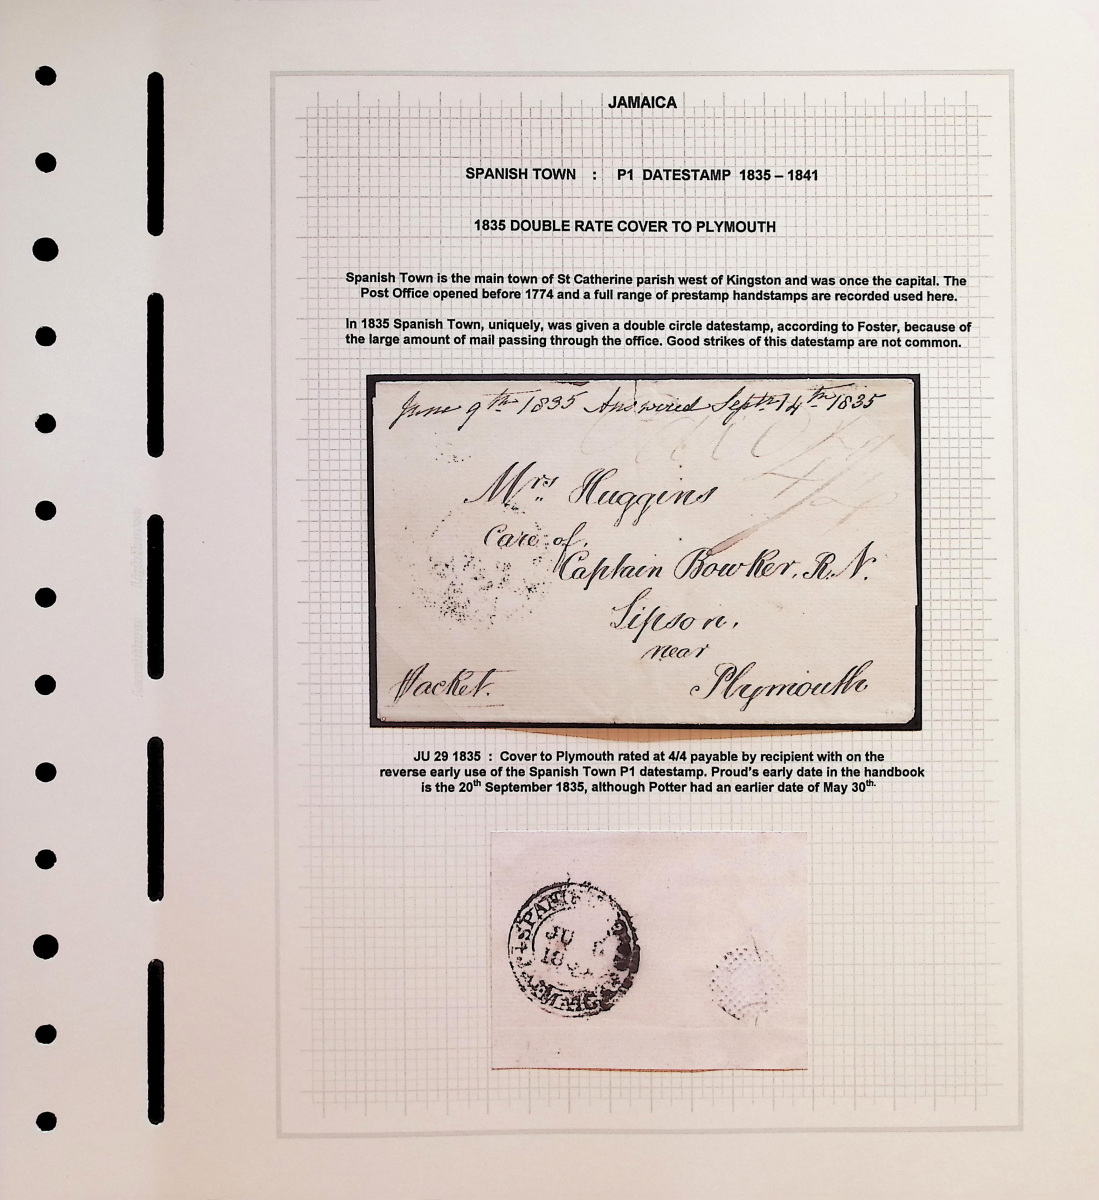 JAMAICA
SPANISH TOWN : P1 DATESTAMP 1835 – 1841
1835 DOUBLE RATE COVER TO PLYMOUTH
Spanish Town is the main town of St Catherine parish west of Kingston and was once the capital. The
Post Office opened before 1774 and a full range of prestamp handstamps are recorded used here.
In 1835 Spanish Town, uniquely, was given a double circle datestamp, according to Foster, because of
the large amount of mail passing through the office. Good strikes of this datestamp are not common.
June 9th 1835 Answered Septr 14th 1835
4/4
Mrs Huggins
Care of,
Captain Bowker, R.N.
Lipson,
near
Packet. Plymouth
JU 29 1835 : Cover to Plymouth rated at 4/4 payable by recipient with on the
reverse early use of the Spanish Town P1 datestamp. Proud's early date in the handbook
is the 20th September 1835, although Potter had an earlier date of May 30th.
JU